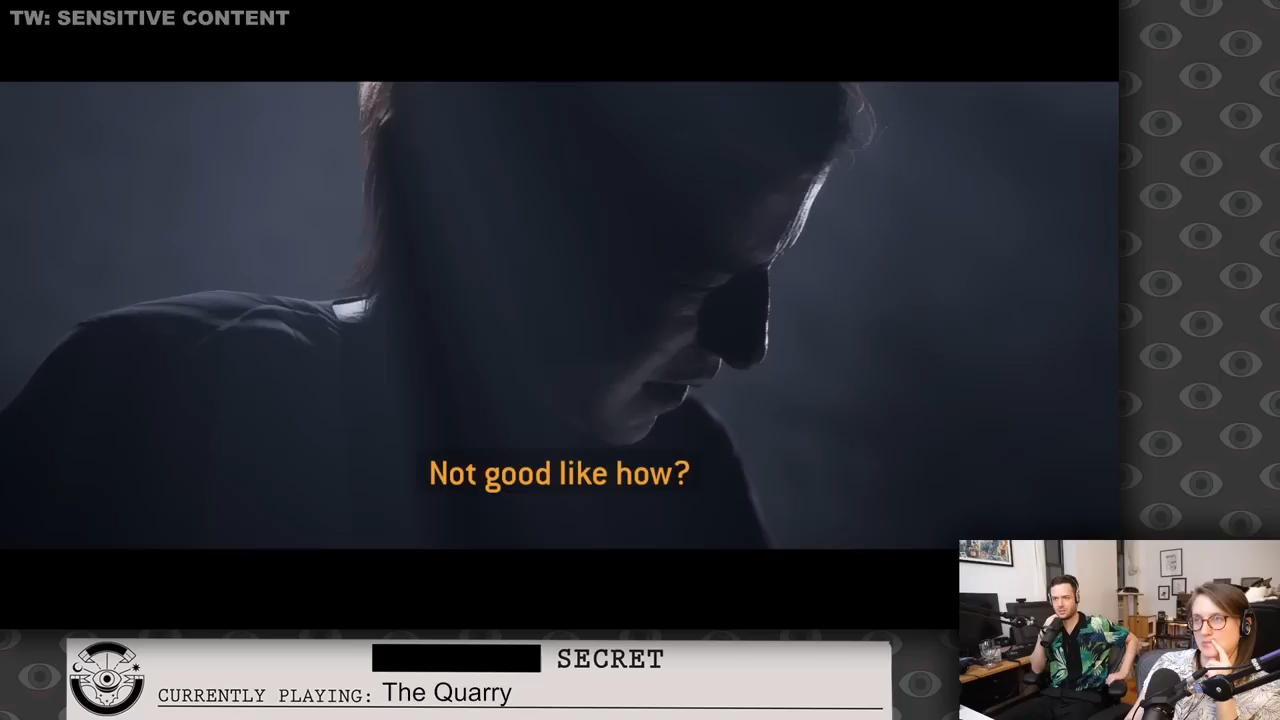 TW: SENSITIVE CONTENT
Not good like how?
SECRET
CURRENTLY PLAYING: The Quarry